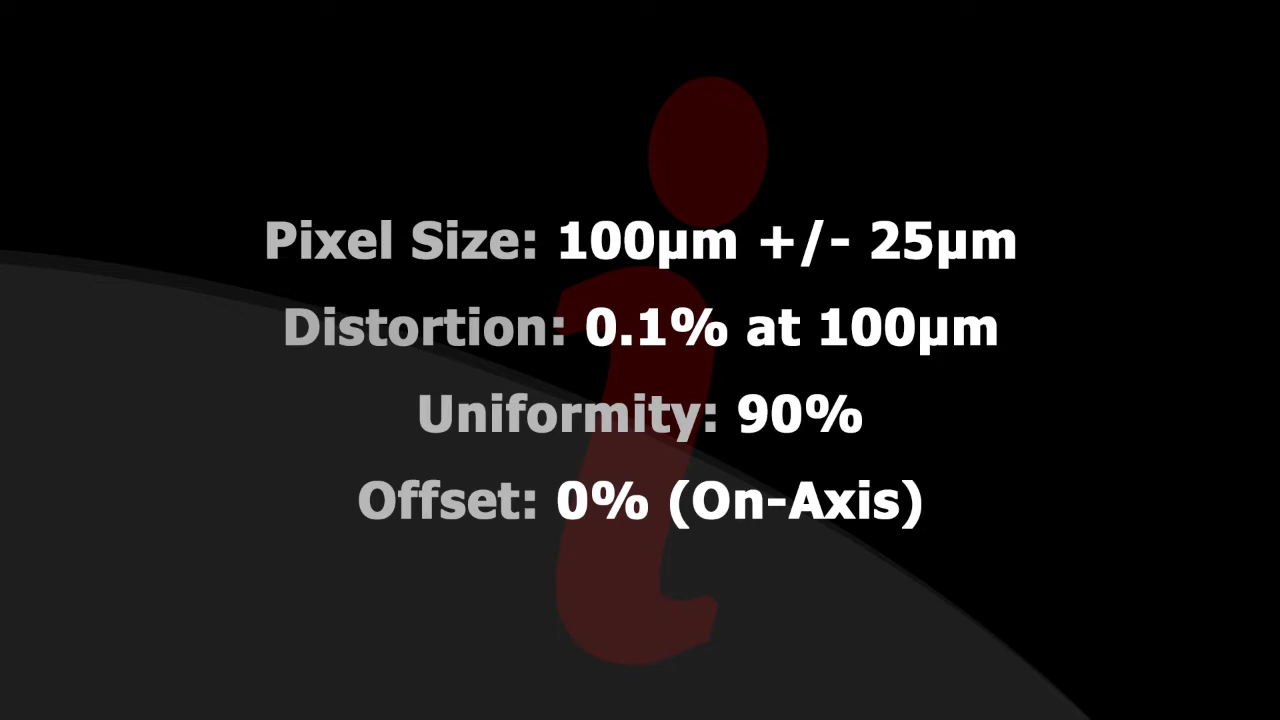 Pixel Size: 100µm +/- 25µm
Distortion: 0.1% at 100µm
Uniformity: 90%
Offset: 0% (On-Axis)